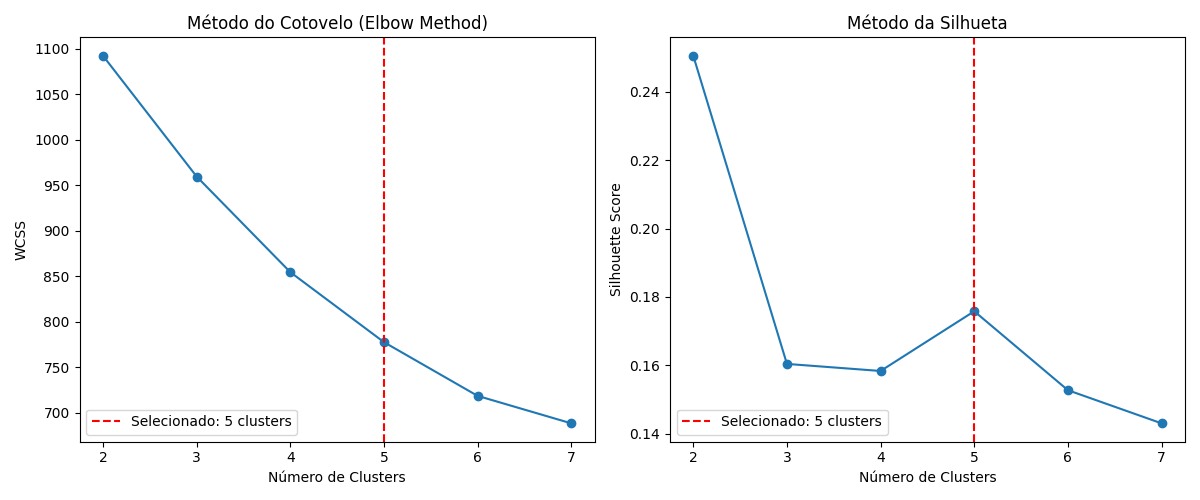 Método do Cotovelo (Elbow Method)
1100
1050
1000
950
900
850
800
750
700
WCSS
Selecionado: 5 clusters
2 3 4 5 6 7
Número de Clusters
Método da Silhueta
0.24
0.22
0.20
0.18
0.16
0.14
Silhouette Score
Selecionado: 5 clusters
2 3 4 5 6 7
Número de Clusters